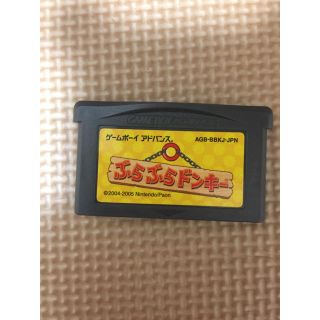 GAME BOY ADVANCE
ゲームボーイ アドバンス
AGB-BBKJ-JPN
ぶらぶらドンキー
©2004-2005 Nintendo/Paon